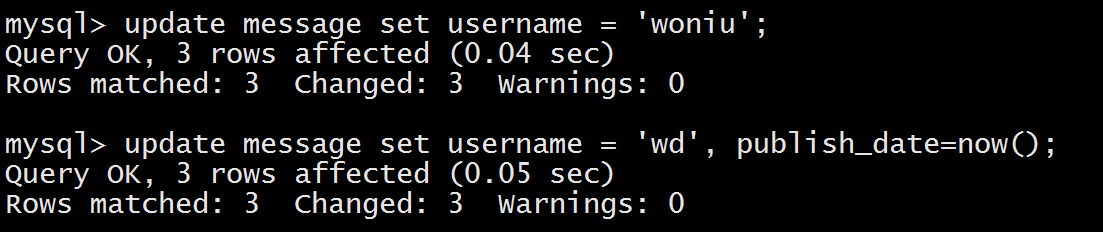 mysql> update message set username = 'woniu';
Query OK, 3 rows affected (0.04 sec)
Rows matched: 3  Changed: 3  Warnings: 0
mysql> update message set username = 'wd', publish_date=now();
Query OK, 3 rows affected (0.05 sec)
Rows matched: 3  Changed: 3  Warnings: 0